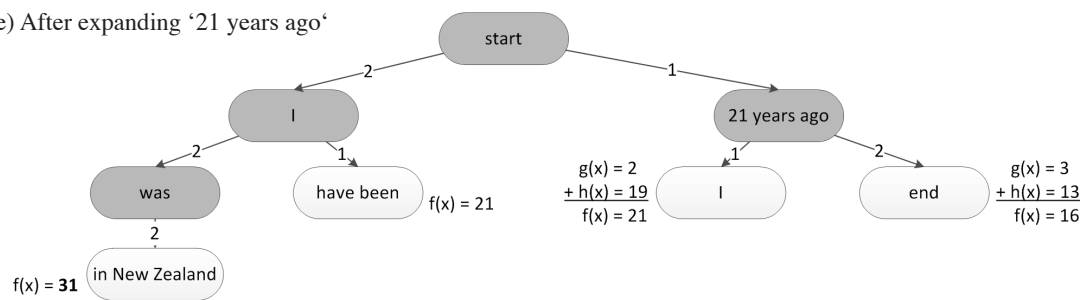 e) After expanding ‘21 years ago‘
start
2
1
I
21 years ago
2
1
1
2
was
have been
f(x) = 21
g(x) = 2
+ h(x) = 19
f(x) = 21
I
end
g(x) = 3
+ h(x) = 13
f(x) = 16
2
in New Zealand
f(x) = 31